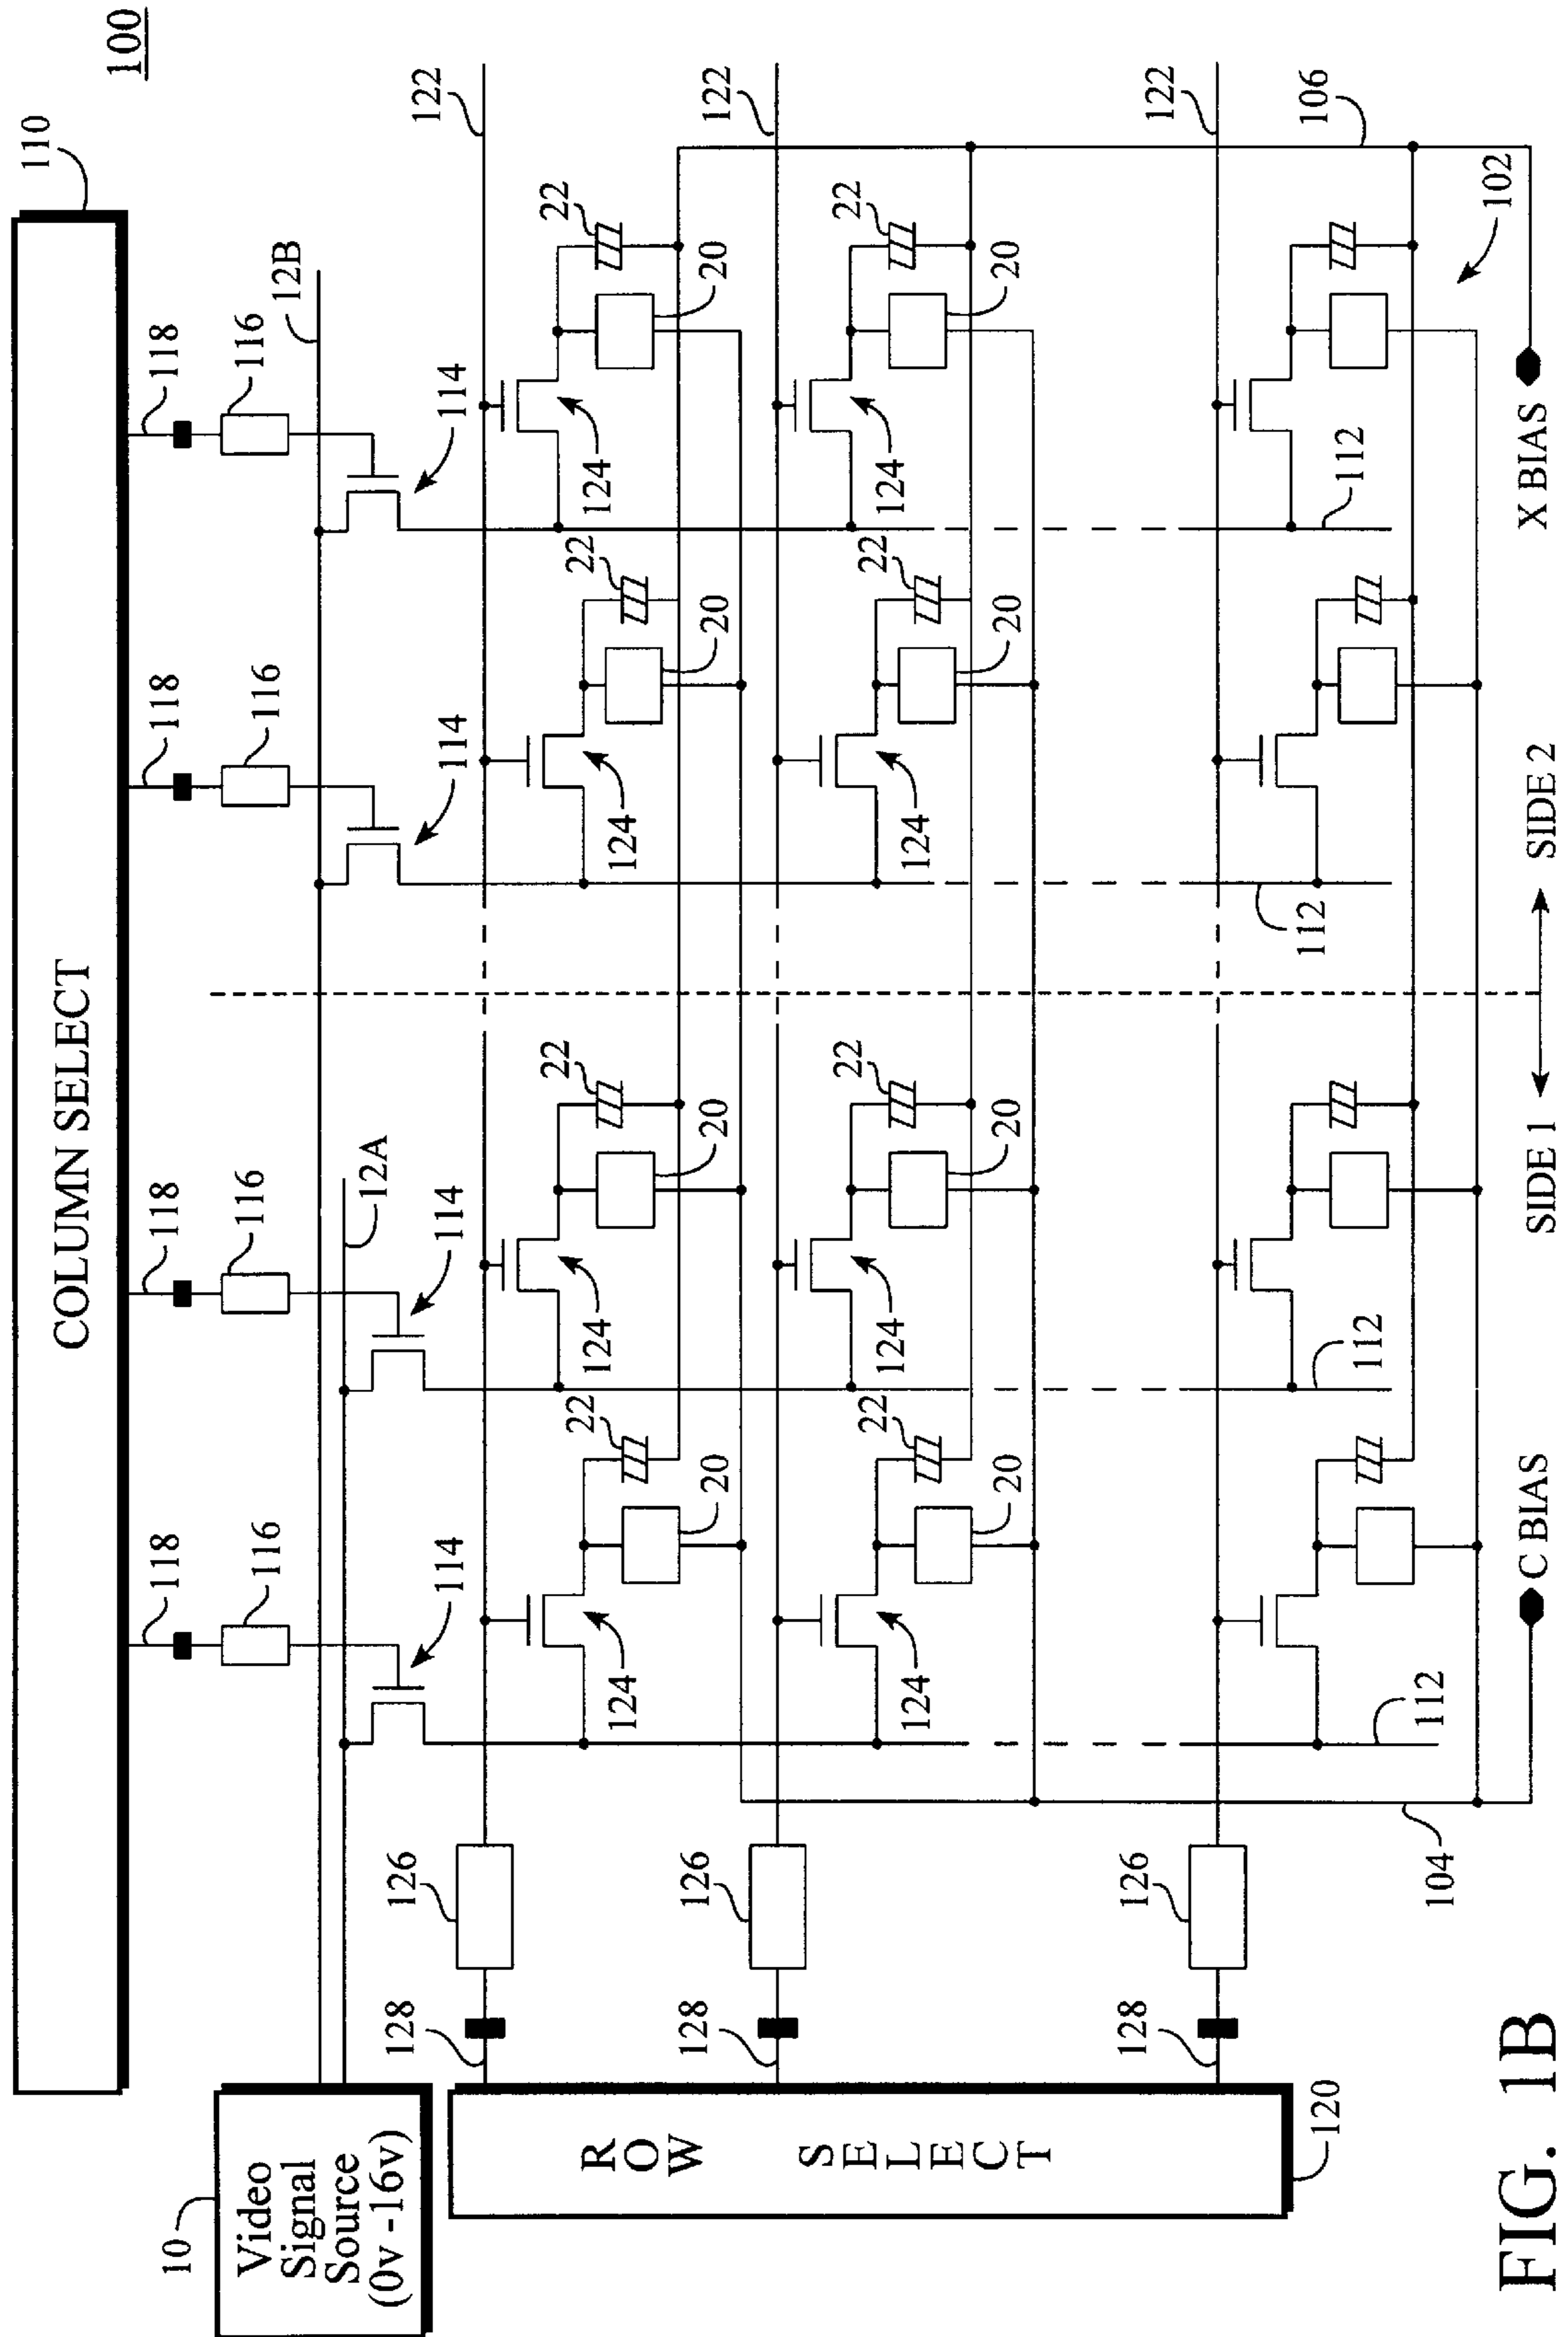 100
110
COLUMN SELECT
118 118 118 118
116 116 116 116
12A 12B
10
Video
Signal
Source
(0v -16v)
114 114 114 114
128 126 122
22 22 22 22
20 20 20 20
124 124 124 124
ROW SELECT
128 126 122
22 22 22 22
20 20 20 20
124 124 124 124
128 126 122
120
104
112 112 112 112
106
102
C BIAS
X BIAS
SIDE 1 SIDE 2
FIG. 1B